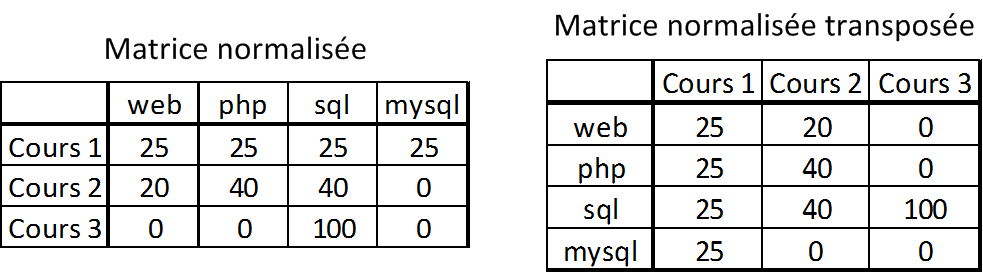 Matrice normalisée
web php sql mysql
Cours 1 25 25 25 25
Cours 2 20 40 40 0
Cours 3 0 0 100 0
Matrice normalisée transposée
Cours 1 Cours 2 Cours 3
web 25 20 0
php 25 40 0
sql 25 40 100
mysql 25 0 0